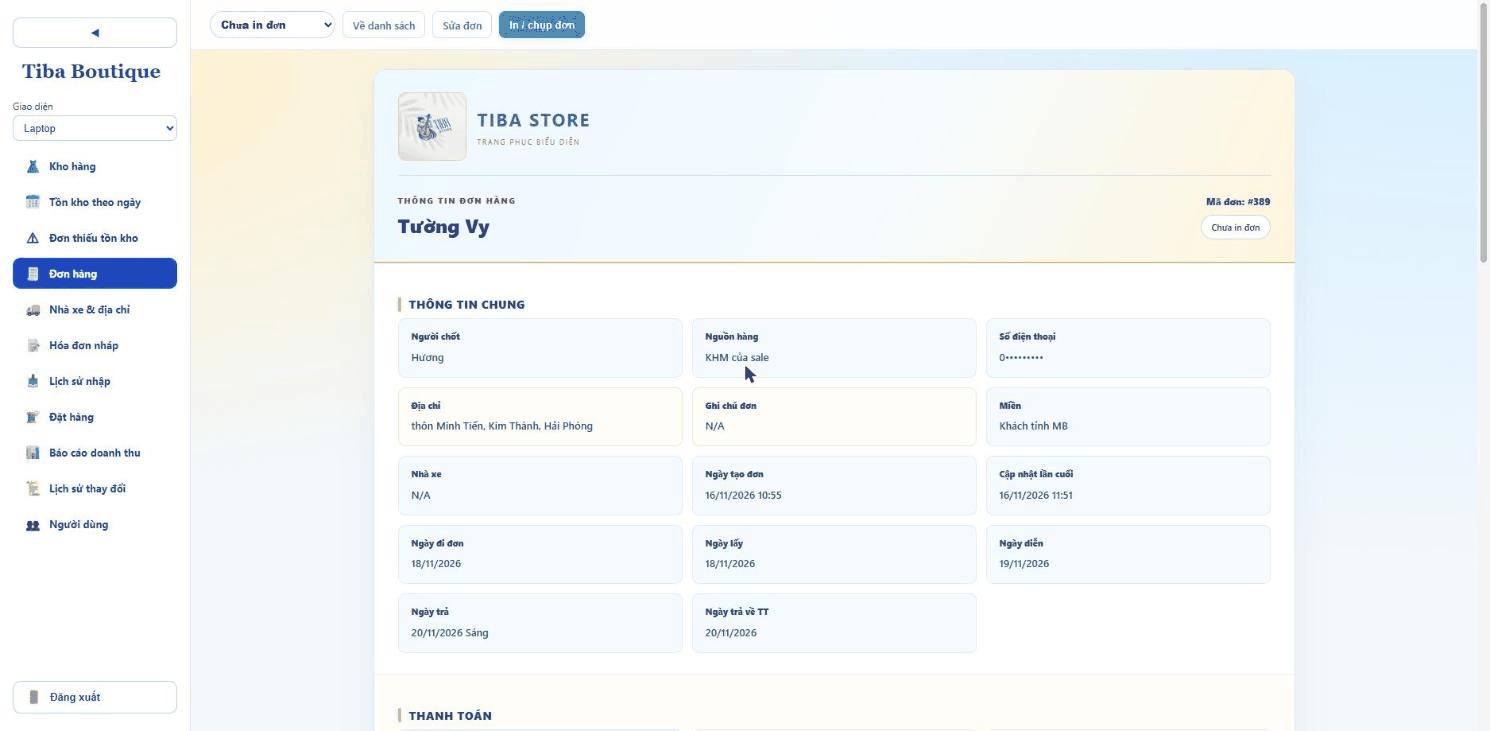 Chưa in đơn
Về danh sách
Sửa đơn
In / chụp đơn
◀
Tiba Boutique
Giao diện
Laptop
Kho hàng
Tồn kho theo ngày
Đơn thiếu tồn kho
Đơn hàng
Nhà xe & địa chỉ
Hóa đơn nháp
Lịch sử nhập
Đặt hàng
Báo cáo doanh thu
Lịch sử thay đổi
Người dùng
Đăng xuất
TIBA STORE
TRANG PHỤC BIỂU DIỄN
THÔNG TIN ĐƠN HÀNG
Tường Vy
Mã đơn: #389
Chưa in đơn
THÔNG TIN CHUNG
Người chốt
Hương
Nguồn hàng
KHM của sale
Số điện thoại
0•••••••••
Địa chỉ
thôn Minh Tiến, Kim Thành, Hải Phòng
Ghi chú đơn
N/A
Miền
Khách tỉnh MB
Nhà xe
N/A
Ngày tạo đơn
16/11/2026 10:55
Cập nhật lần cuối
16/11/2026 11:51
Ngày đi đơn
18/11/2026
Ngày lấy
18/11/2026
Ngày diễn
19/11/2026
Ngày trả
20/11/2026 Sáng
Ngày trả về TT
20/11/2026
THANH TOÁN